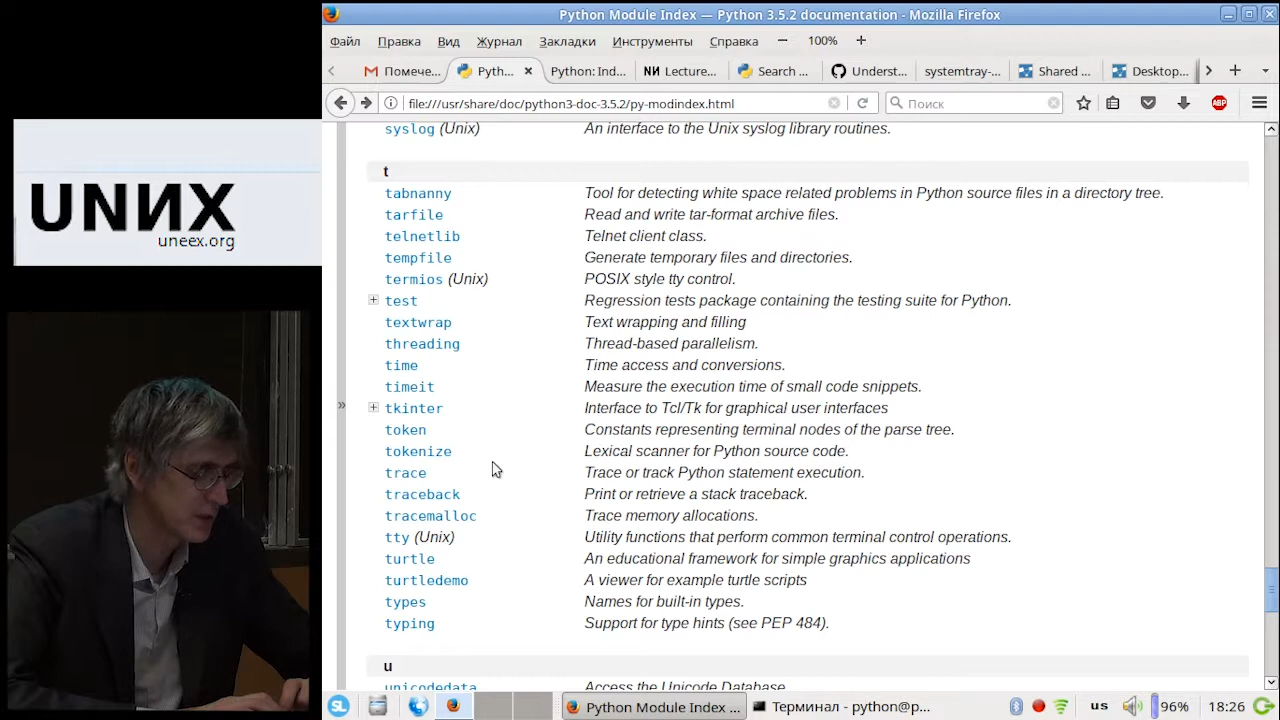 Python Module Index — Python 3.5.2 documentation - Mozilla Firefox
Файл Правка Вид Журнал Закладки Инструменты Справка 100%
Помече... Pyth... Python: Ind... NИ Lecture... Search ... Underst... systemtray-... Shared ... Desktop...
file:///usr/share/doc/python3-doc-3.5.2/py-modindex.html Поиск ABP
syslog (Unix) An interface to the Unix syslog library routines.
t
tabnanny Tool for detecting white space related problems in Python source files in a directory tree.
tarfile Read and write tar-format archive files.
telnetlib Telnet client class.
tempfile Generate temporary files and directories.
termios (Unix) POSIX style tty control.
test Regression tests package containing the testing suite for Python.
textwrap Text wrapping and filling
threading Thread-based parallelism.
time Time access and conversions.
timeit Measure the execution time of small code snippets.
» tkinter Interface to Tcl/Tk for graphical user interfaces
token Constants representing terminal nodes of the parse tree.
tokenize Lexical scanner for Python source code.
trace Trace or track Python statement execution.
traceback Print or retrieve a stack traceback.
tracemalloc Trace memory allocations.
tty (Unix) Utility functions that perform common terminal control operations.
turtle An educational framework for simple graphics applications
turtledemo A viewer for example turtle scripts
types Names for built-in types.
typing Support for type hints (see PEP 484).
u
unicodedata Access the Unicode Database.
SL Python Module Index ... Терминал - python@p... us 96% 18:26
UNИX
uneex.org